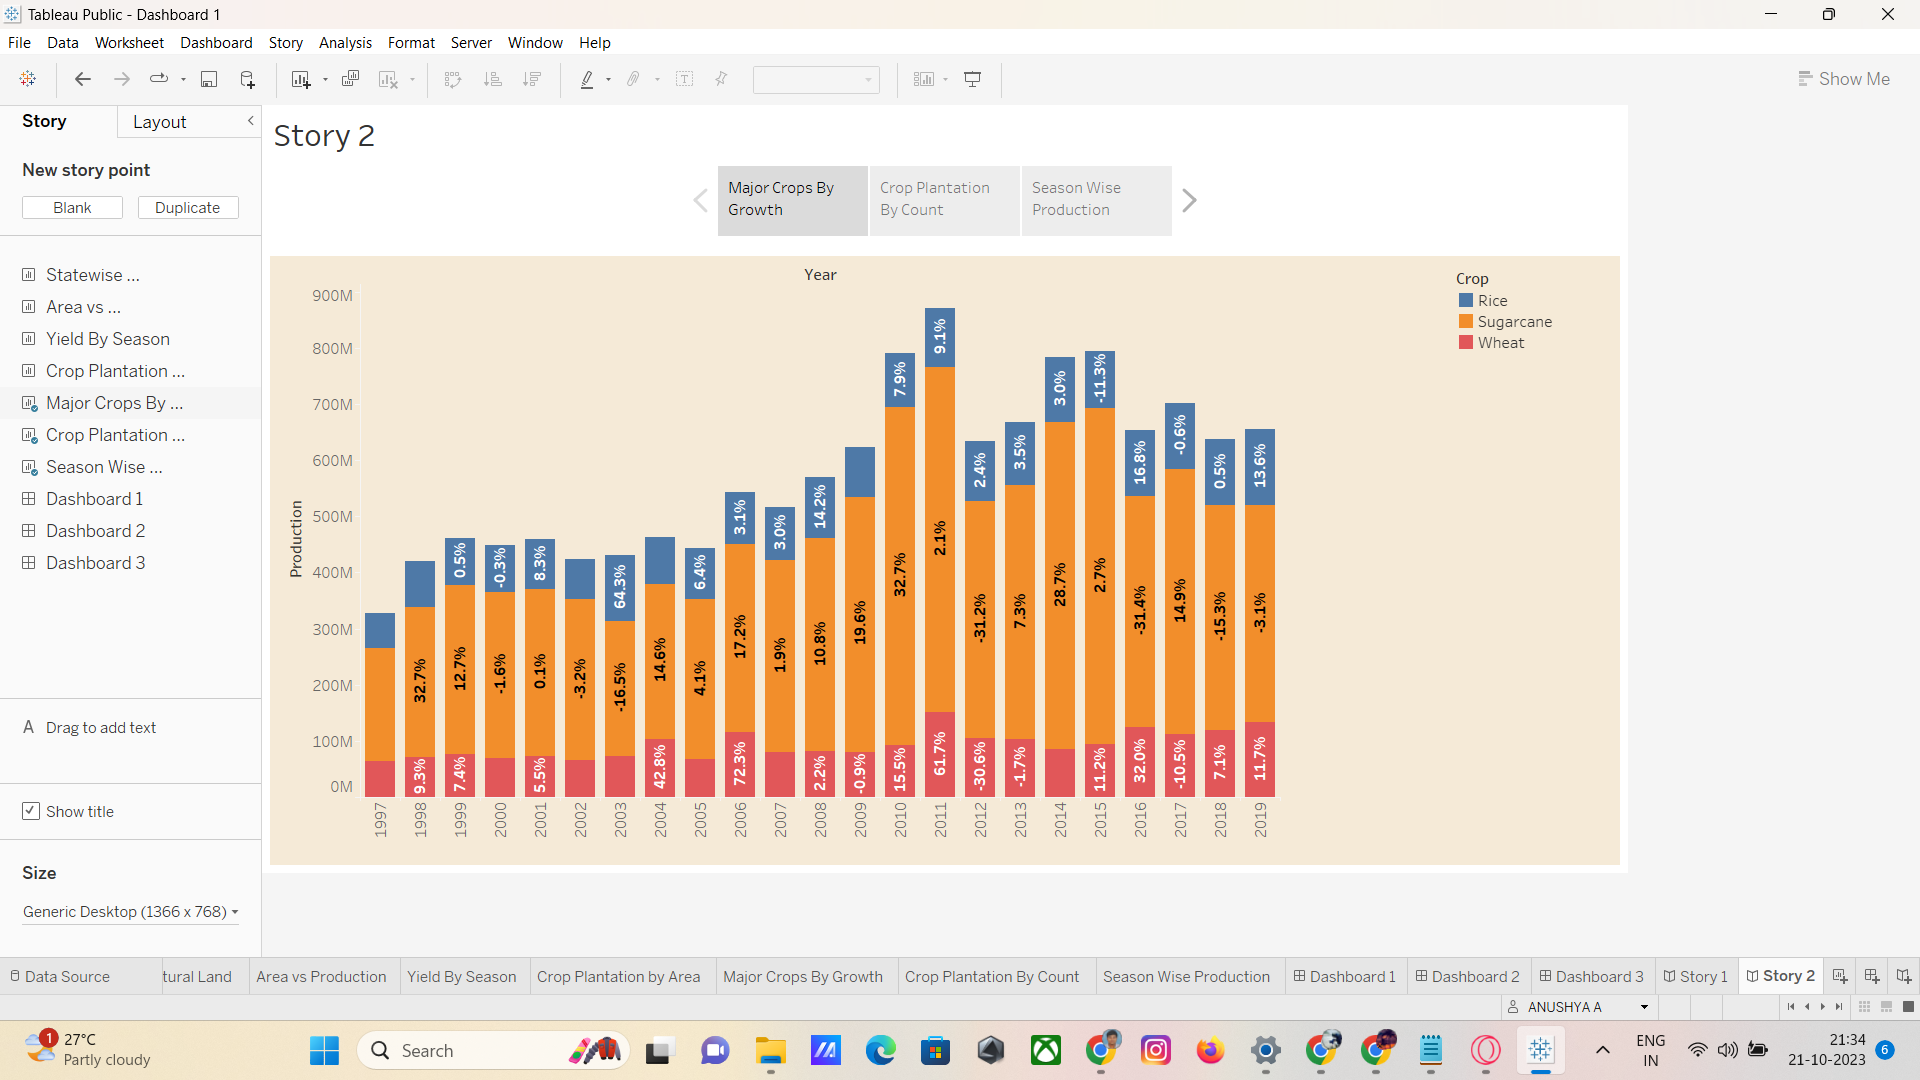 Tableau Public - Dashboard 1
File Data Worksheet Dashboard Story Analysis Format Server Window Help
Show Me
Story Layout
New story point
Blank Duplicate
Statewise ...
Area vs ...
Yield By Season
Crop Plantation ...
Major Crops By ...
Crop Plantation ...
Season Wise ...
Dashboard 1
Dashboard 2
Dashboard 3
A Drag to add text
Show title
Size
Generic Desktop (1366 x 768)
Story 2
Major Crops By
Growth
Crop Plantation
By Count
Season Wise
Production
Year
Production
900M
800M
700M
600M
500M
400M
300M
200M
100M
0M
9.1%
7.9%
3.0%
-11.3%
2.4%
3.5%
16.8%
-0.6%
0.5%
13.6%
0.5%
-0.3%
8.3%
64.3%
6.4%
3.1%
3.0%
14.2%
32.7%
12.7%
-1.6%
0.1%
-3.2%
-16.5%
14.6%
4.1%
17.2%
1.9%
10.8%
19.6%
32.7%
2.1%
-31.2%
7.3%
28.7%
2.7%
-31.4%
14.9%
-15.3%
-3.1%
9.3%
7.4%
5.5%
42.8%
72.3%
2.2%
-0.9%
15.5%
61.7%
-30.6%
-1.7%
11.2%
32.0%
-10.5%
7.1%
11.7%
1997 1998 1999 2000 2001 2002 2003 2004 2005 2006 2007 2008 2009 2010 2011 2012 2013 2014 2015 2016 2017 2018 2019
Crop
Rice
Sugarcane
Wheat
Data Source tural Land Area vs Production Yield By Season Crop Plantation by Area Major Crops By Growth Crop Plantation By Count Season Wise Production Dashboard 1 Dashboard 2 Dashboard 3 Story 1 Story 2
ANUSHYA A
1
27°C
Partly cloudy
Search
ENG
IN
21:34
21-10-2023
6